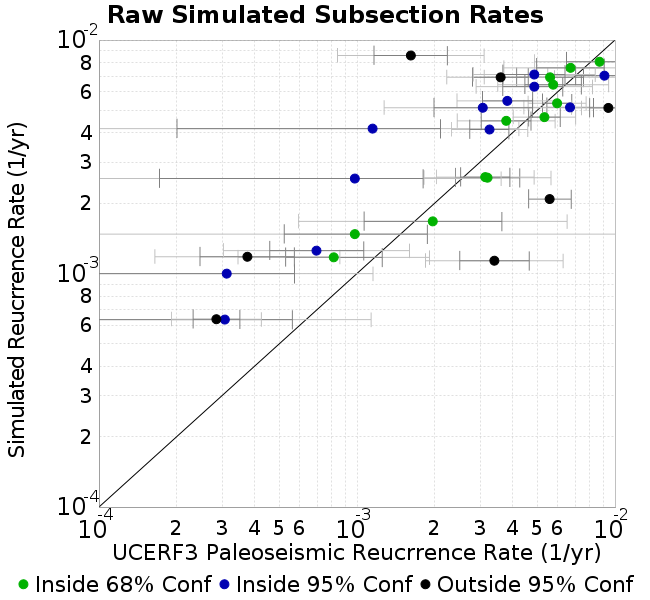 Raw Simulated Subsection Rates
10-2
8
6
4
3
2
10-3
8
6
4
3
2
10-4
10-4 2 3 4 5 6 10-3 2 3 4 5 6 10-2
Simulated Reucrrence Rate (1/yr)
UCERF3 Paleoseismic Reucrrence Rate (1/yr)
Inside 68% Conf Inside 95% Conf Outside 95% Conf